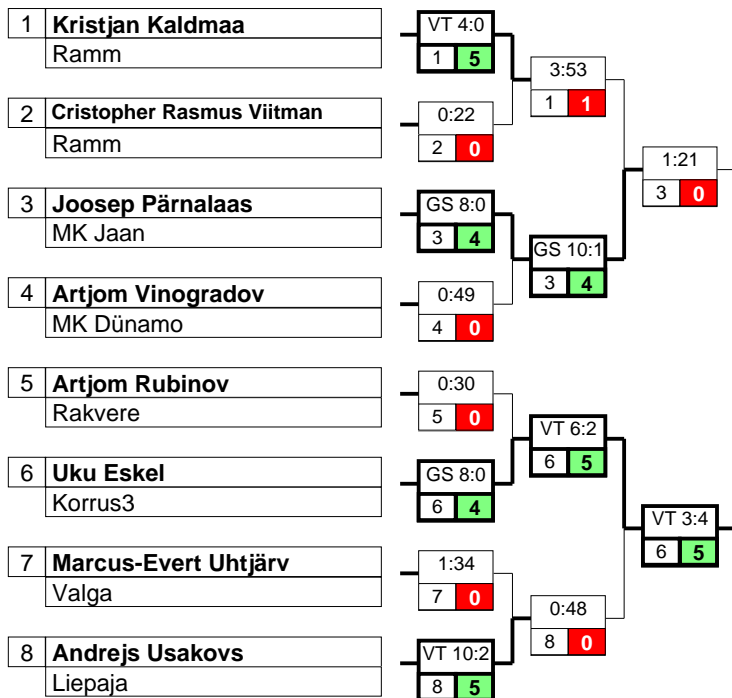 1 Kristjan Kaldmaa VT 4:0
Ramm 1 5
3:53
1 1
2 Cristopher Rasmus Viitman 0:22
Ramm 2 0
1:21
3 0
3 Joosep Pärnalaas GS 8:0
MK Jaan 3 4
GS 10:1
3 4
4 Artjom Vinogradov 0:49
MK Dünamo 4 0
5 Artjom Rubinov 0:30
Rakvere 5 0
VT 6:2
6 5
6 Uku Eskel GS 8:0
Korrus3 6 4
VT 3:4
6 5
7 Marcus-Evert Uhtjärv 1:34
Valga 7 0
0:48
8 0
8 Andrejs Usakovs VT 10:2
Liepaja 8 5